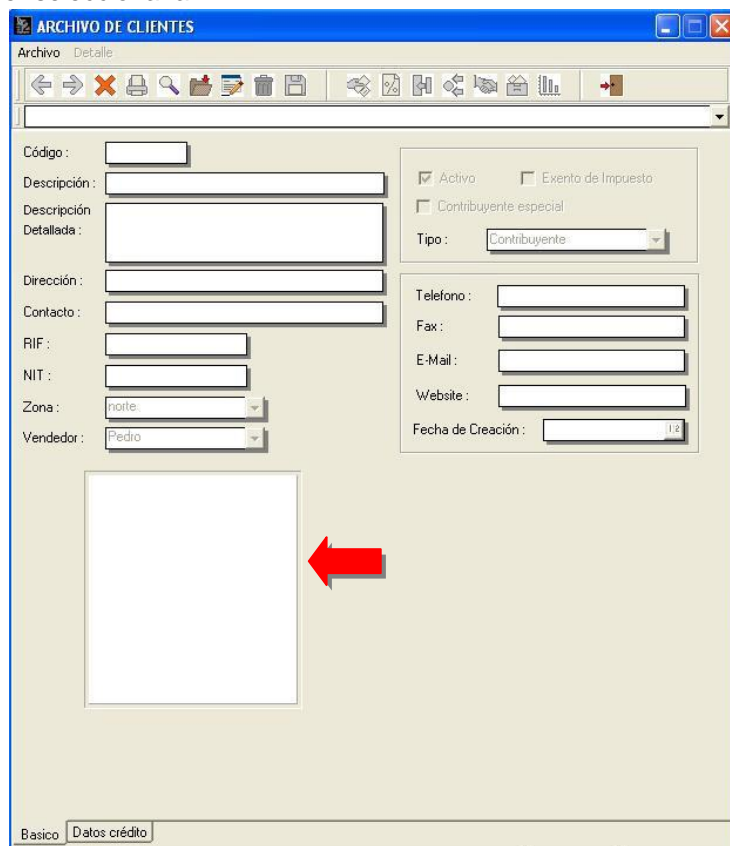 ARCHIVO DE CLIENTES
Archivo Detalle
Código :
Descripción :
Descripción
Detallada :
Dirección :
Contacto :
RIF :
NIT :
Zona : norte
Vendedor : Pedro
Activo Exento de Impuesto
Contribuyente especial
Tipo : Contribuyente
Telefono :
Fax :
E-Mail :
Website :
Fecha de Creación :
Basico Datos crédito